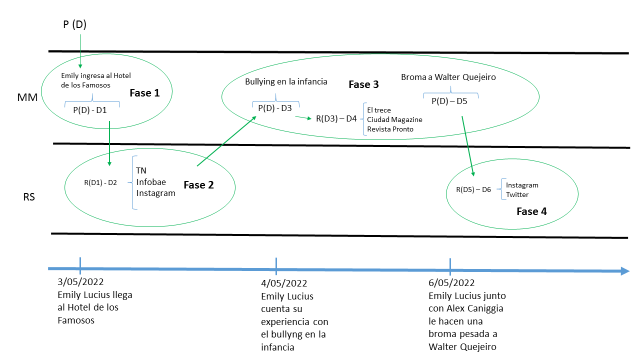 P (D)
MM
Emily ingresa al Hotel
de los Famosos
P(D) - D1
Fase 1
Bullying en la infancia
P(D) - D3
Fase 3
R(D3) – D4
El trece
Ciudad Magazine
Revista Pronto
Broma a Walter Quejeiro
P(D) – D5
RS
R(D1) - D2
TN
Infobae
Instagram
Fase 2
R(D5) – D6
Instagram
Twitter
Fase 4
3/05/2022
Emily Lucius llega
al Hotel de los
Famosos
4/05/2022
Emily Lucius
cuenta su
experiencia con
el bullyng en la
infancia
6/05/2022
Emily Lucius junto
con Alex Caniggia
le hacen una
broma pesada a
Walter Quejeiro